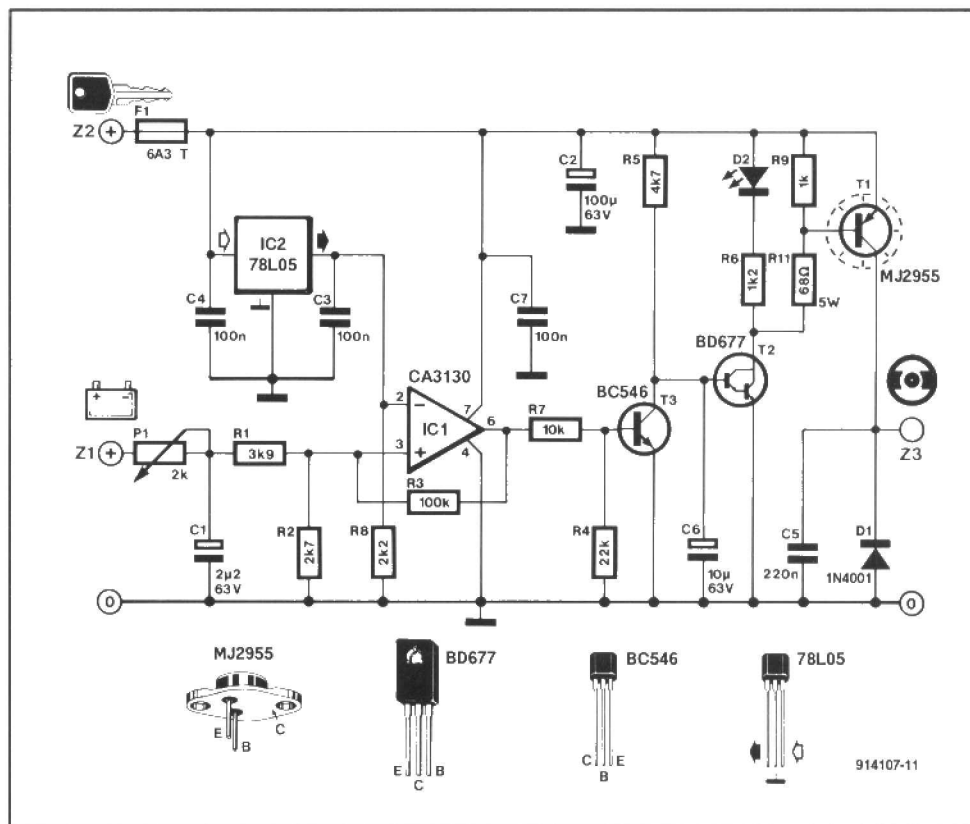 F1
Z2 +
6A3 T
C2
100µ
63V
R5
4k7
D2
R9
1k
T1
MJ2955
IC2
78L05
C4
100n
C3
100n
C7
100n
R6
1k2
R11
68Ω
5W
BD677
T2
CA3130
BC546
T3
+ -
2 -
7
IC1
6
3 +
4
R7
10k
Z1 +
P1
2k
R1
3k9
R3
100k
Z3
C1
2µ2
63V
R2
2k7
R8
2k2
R4
22k
C6
10µ
63V
C5
220n
D1
1N4001
0
0
MJ2955
E
B
C
BD677
E
C
B
BC546
C
B
E
78L05
914107-11